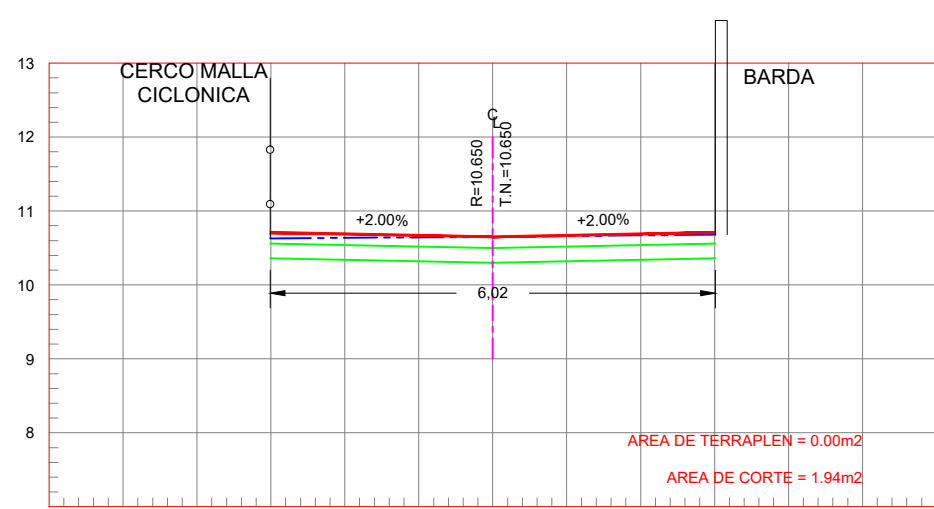 13
CERCO MALLA
CICLONICA
BARDA
12
CL
R=10.650
T.N.=10.650
11
+2.00%
+2.00%
10
6,02
9
8
AREA DE TERRAPLEN = 0.00m2
AREA DE CORTE = 1.94m2